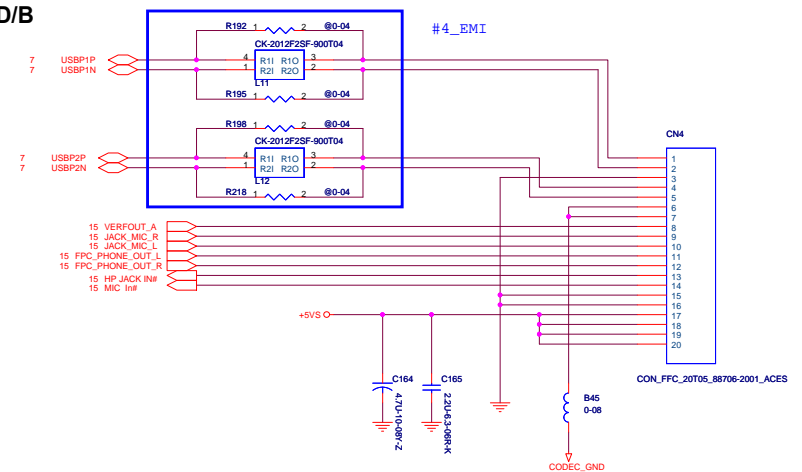 D/B
#4_EMI
R192 1 2 @0-04
CK-2012F2SF-900T04
7 USBP1P 4 R1I R1O 3
7 USBP1N 1 R2I R2O 2
L11
R195 1 2 @0-04
R198 1 2 @0-04
CK-2012F2SF-900T04
7 USBP2P 4 R1I R1O 3
7 USBP2N 1 R2I R2O 2
L12
R218 1 2 @0-04
CN4
1
2
3
4
5
6
7
8
9
10
11
12
13
14
15
16
17
18
19
20
CON_FFC_20T05_88706-2001_ACES
15 VERFOUT_A
15 JACK_MIC_R
15 JACK_MIC_L
15 FPC_PHONE_OUT_L
15 FPC_PHONE_OUT_R
15 HP JACK IN#
15 MIC In#
+5VS
C164
4.7U-10-08Y-Z
C165
2.2U-6.3-06R-K
B45
0-08
CODEC_GND